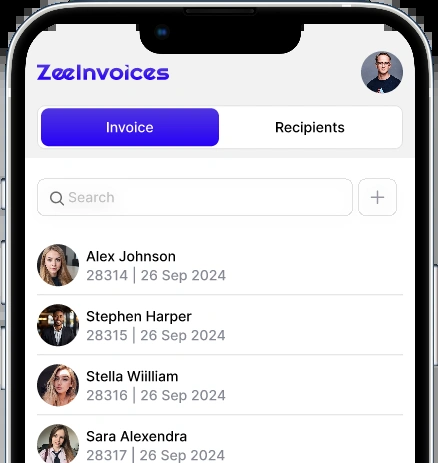 ZeeInvoices
Invoice Recipients
Search
Alex Johnson
28314 | 26 Sep 2024
Stephen Harper
28315 | 26 Sep 2024
Stella Wiilliam
28316 | 26 Sep 2024
Sara Alexendra
28317 | 26 Sep 2024